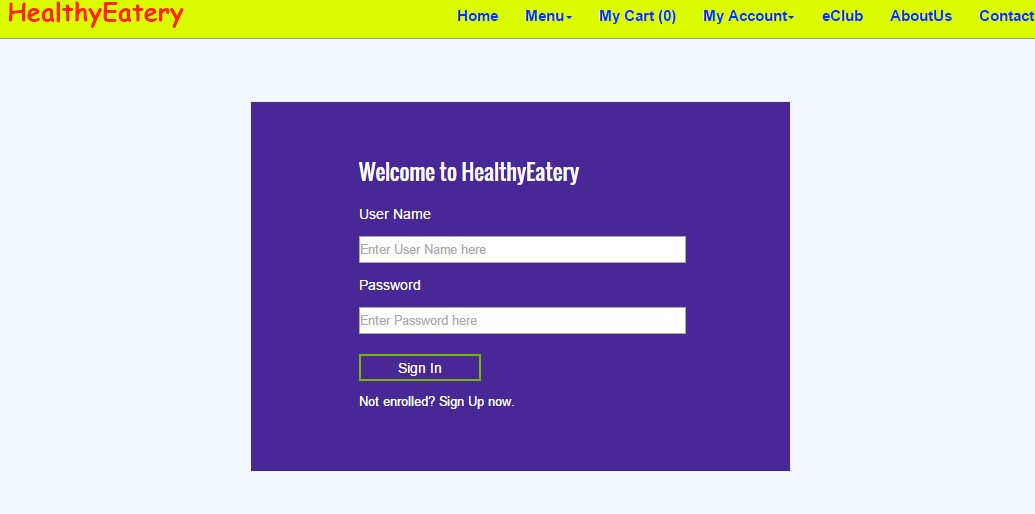 HealthyEatery
Home Menu My Cart (0) My Account eClub AboutUs Contact
Welcome to HealthyEatery
User Name
Enter User Name here
Password
Enter Password here
Sign In
Not enrolled? Sign Up now.